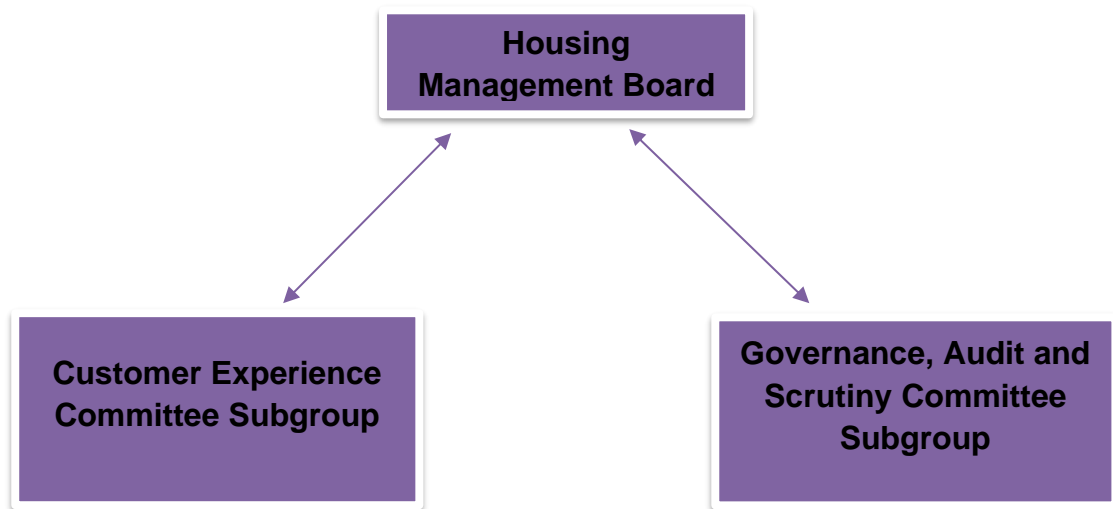 Housing
Management Board
Customer Experience
Committee Subgroup
Governance, Audit and
Scrutiny Committee
Subgroup